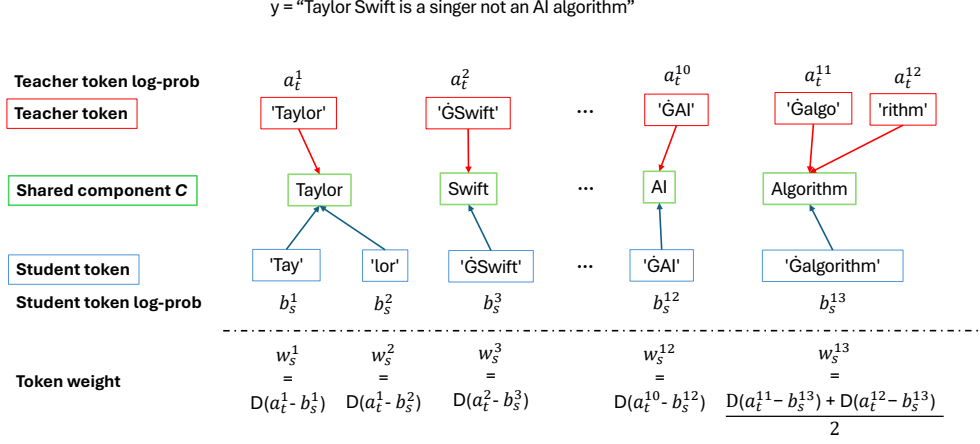 y = “Taylor Swift is a singer not an AI algorithm”
Teacher token log-prob a_t^1 a_t^2 a_t^10 a_t^11 a_t^12
Teacher token 'Taylor' 'ĠSwift' ... 'ĠAI' 'Ġalgo' 'rithm'
Shared component C Taylor Swift ... AI Algorithm
Student token 'Tay' 'lor' 'ĠSwift' ... 'ĠAI' 'Ġalgorithm'
Student token log-prob b_s^1 b_s^2 b_s^3 b_s^12 b_s^13
w_s^1 w_s^2 w_s^3 w_s^12 w_s^13
Token weight = = = = =
D(a_t^1 - b_s^1) D(a_t^1 - b_s^2) D(a_t^2 - b_s^3) D(a_t^10 - b_s^12) D(a_t^11 − b_s^13) + D(a_t^12 − b_s^13)
2